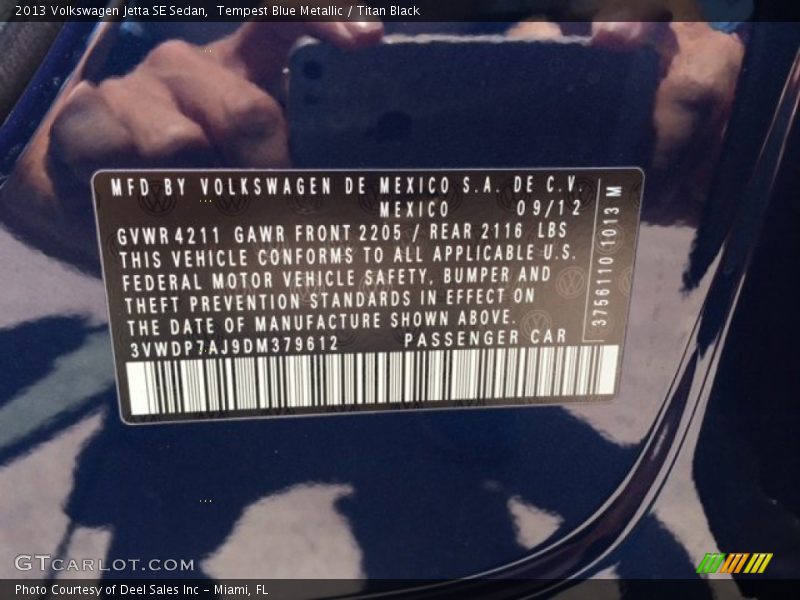 2013 Volkswagen Jetta SE Sedan, Tempest Blue Metallic / Titan Black
MFD BY VOLKSWAGEN DE MEXICO S.A. DE C.V.
MEXICO 09/12
GVWR 4211 GAWR FRONT 2205 / REAR 2116 LBS
THIS VEHICLE CONFORMS TO ALL APPLICABLE U.S.
FEDERAL MOTOR VEHICLE SAFETY, BUMPER AND
THEFT PREVENTION STANDARDS IN EFFECT ON
THE DATE OF MANUFACTURE SHOWN ABOVE.
3VWDP7AJ9DM379612 PASSENGER CAR
3756110 1013 M
GTCARLOT.COM
Photo Courtesy of Deel Sales Inc - Miami, FL